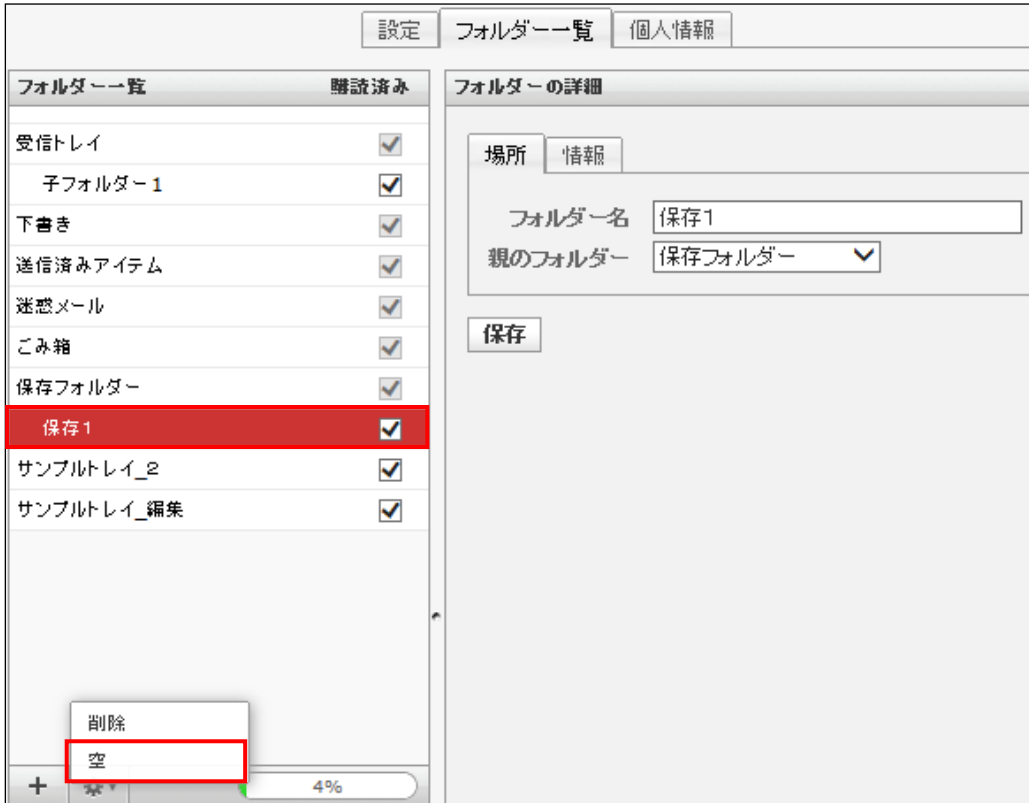 設定 フォルダー一覧 個人情報
フォルダー一覧 購読済み
受信トレイ
子フォルダー1
下書き
送信済みアイテム
迷惑メール
ごみ箱
保存フォルダー
保存1
サンプルトレイ_2
サンプルトレイ_編集
削除
空
4%
フォルダーの詳細
場所 情報
フォルダー名 保存1
親のフォルダー 保存フォルダー
保存